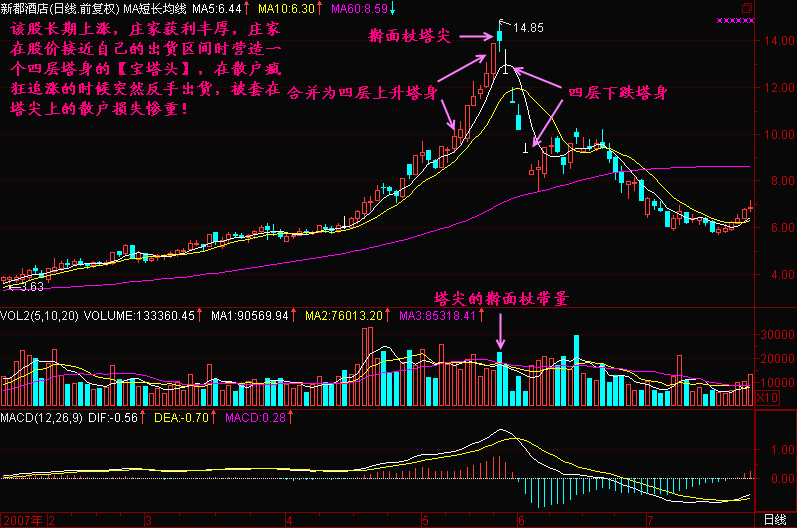 新都酒店(日线.前复权) MA短长均线 MA5:6.44↑ MA10:6.30↑ MA60:8.59↓
该股长期上涨，庄家获利丰厚，庄家
在股价接近自己的出货区间时营造一
个四层塔身的【宝塔头】，在散户疯
狂追涨的时候突然反手出货，被套在
塔尖上的散户损失惨重！
擀面杖塔尖
14.85
合并为四层上升塔身
四层下跌塔身
14.00
12.00
10.00
8.00
6.00
4.00
3.63
塔尖的擀面杖带量
VOL2(5,10,20) VOLUME:133360.45↑ MA1:90569.94↑ MA2:76013.20↑ MA3:85318.41↑
30000
20000
10000
X10
MACD(12,26,9) DIF:-0.56↑ DEA:-0.70↑ MACD:0.28↑
1.00
0.00
2007年 2 3 4 5 6 7 日线